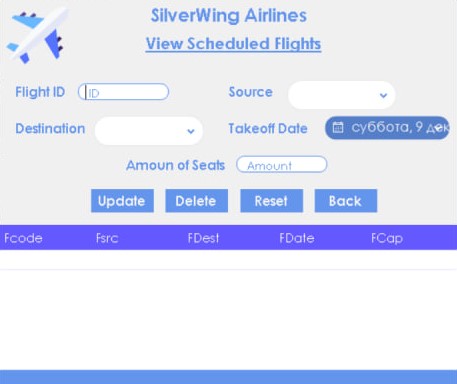 SilverWing Airlines
View Scheduled Flights
Flight ID ID Source
Destination Takeoff Date суббота, 9 дек
Amoun of Seats Amount
Update Delete Reset Back
Fcode Fsrc FDest FDate FCap